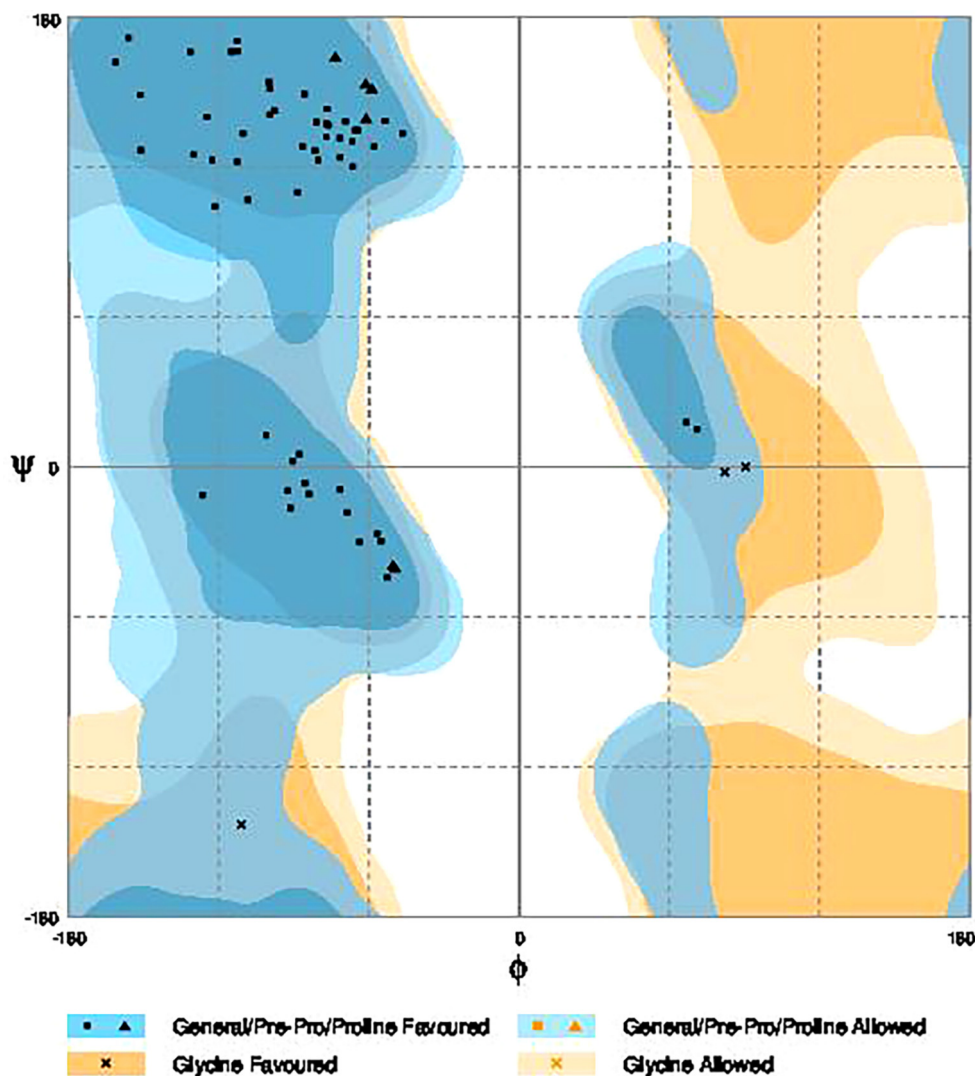 180
Ψ 0
-180
-180 0 180
ϕ
General/Pre-Pro/Proline Favoured General/Pre-Pro/Proline Allowed
Glycine Favoured Glycine Allowed